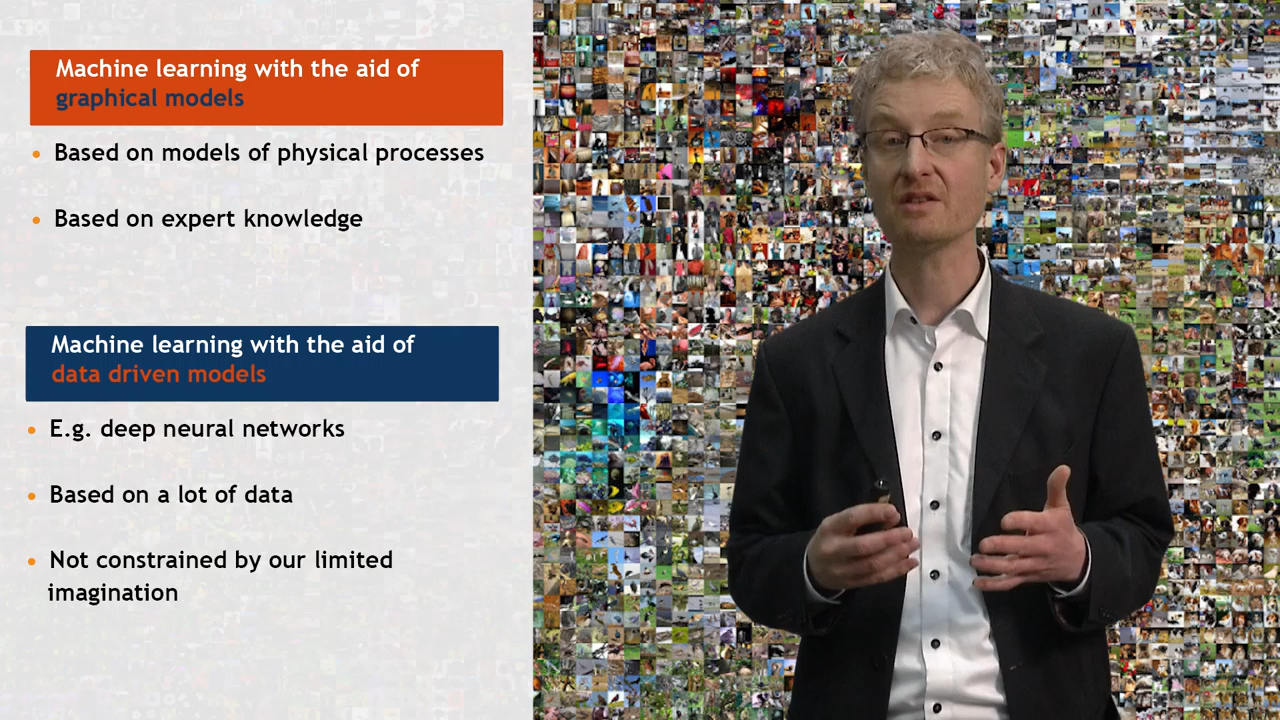 Machine learning with the aid of
graphical models
• Based on models of physical processes
• Based on expert knowledge
Machine learning with the aid of
data driven models
• E.g. deep neural networks
• Based on a lot of data
• Not constrained by our limited
imagination